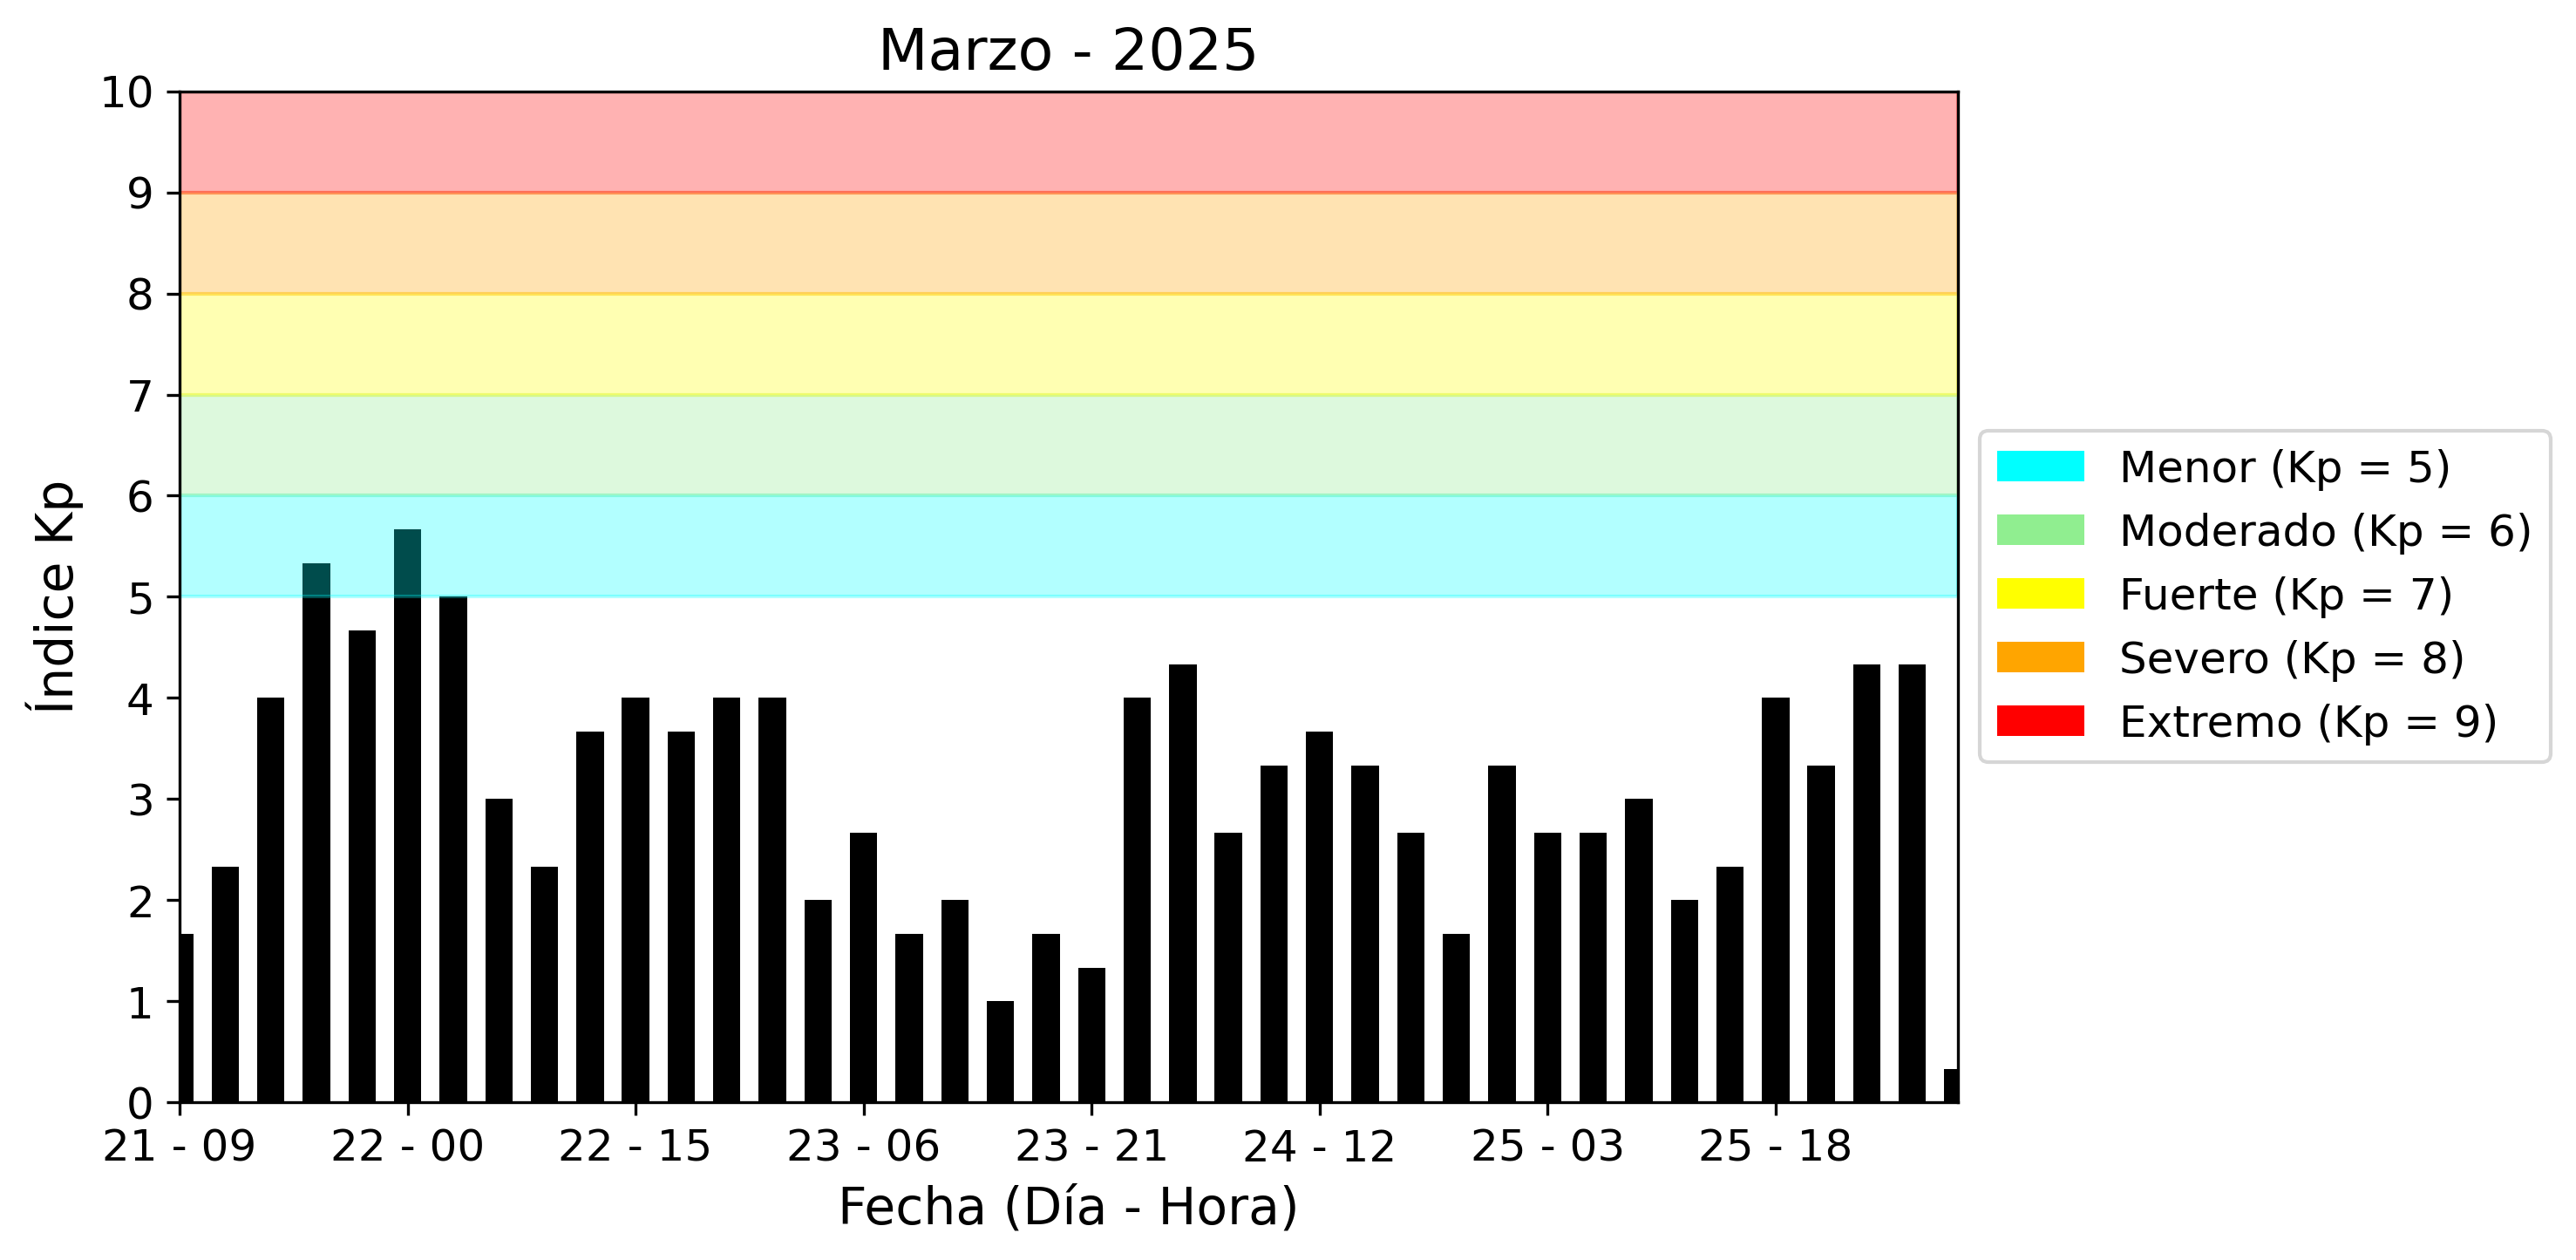 Marzo - 2025
10
9
8
7
6
5
4
3
2
1
0
Índice Kp
21 - 09
22 - 00
22 - 15
23 - 06
23 - 21
24 - 12
25 - 03
25 - 18
Fecha (Día - Hora)
Menor (Kp = 5)
Moderado (Kp = 6)
Fuerte (Kp = 7)
Severo (Kp = 8)
Extremo (Kp = 9)